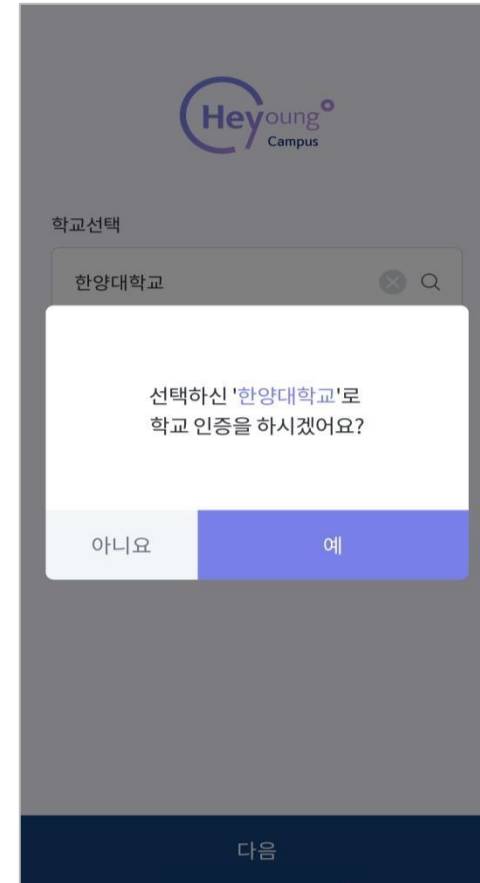 Heyoung
Campus
학교선택
한양대학교
선택하신 '한양대학교'로
학교 인증을 하시겠어요?
아니요 예
다음